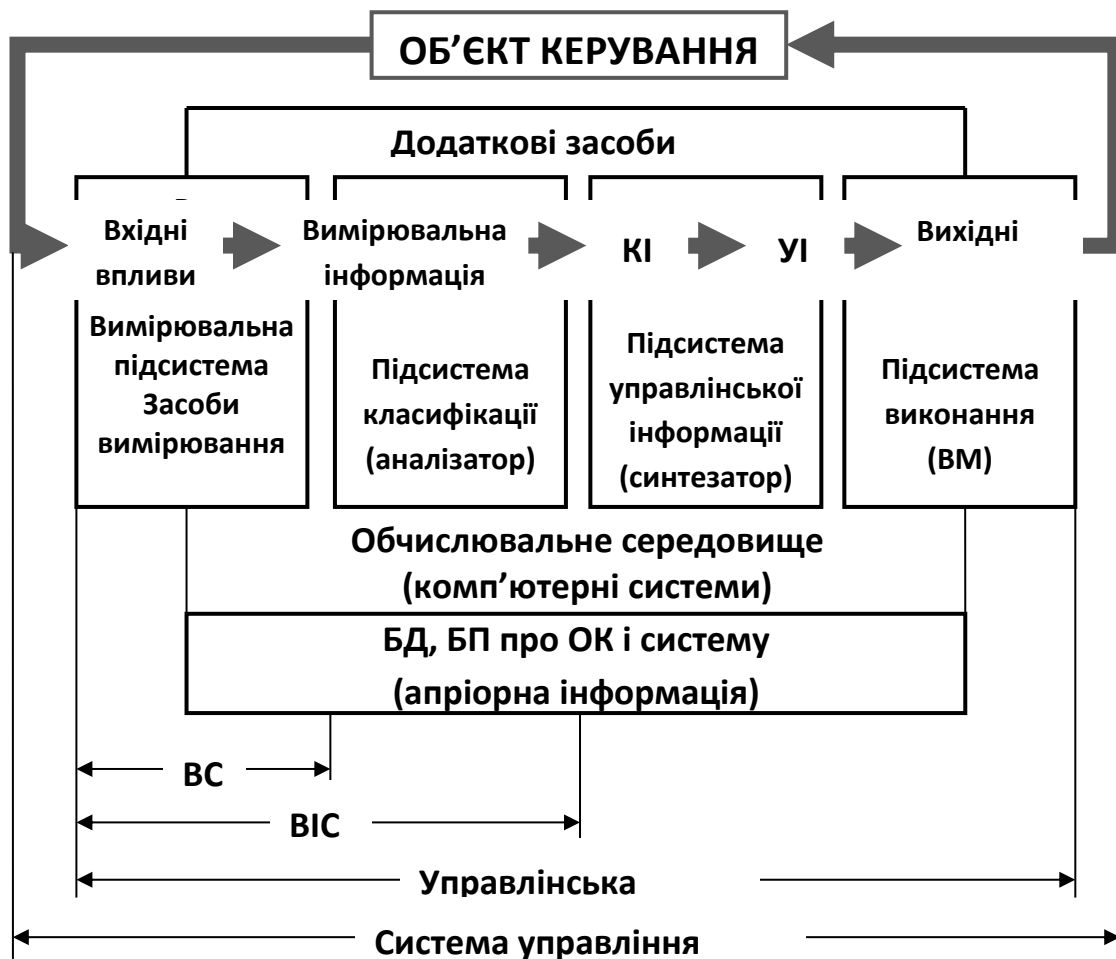 ОБ’ЄКТ КЕРУВАННЯ
Додаткові засоби
Вхідні
впливи
Вимірювальна
інформація
КІ
УІ
Вихідні
Вимірювальна
підсистема
Засоби
вимірювання
Підсистема
класифікації
(аналізатор)
Підсистема
управлінської
інформації
(синтезатор)
Підсистема
виконання
(ВМ)
Обчислювальне середовище
(комп’ютерні системи)
БД, БП про ОК і систему
(апріорна інформація)
ВС
ВІС
Управлінська
Система управління